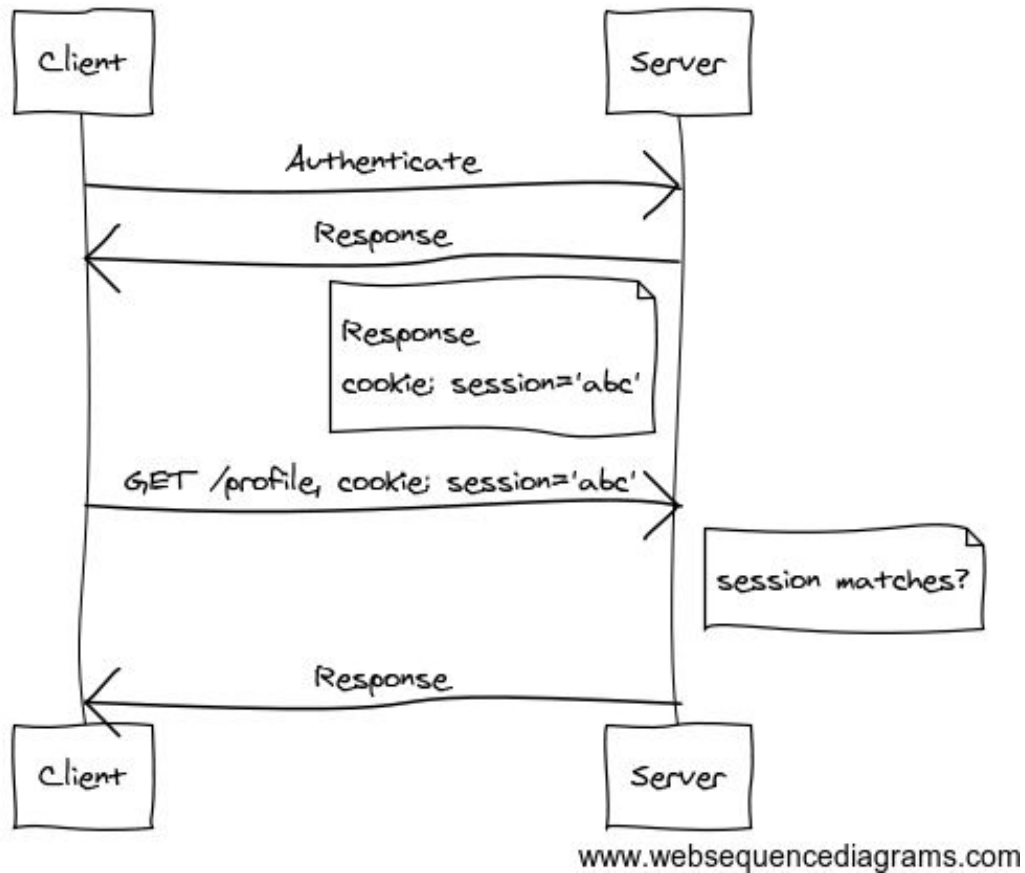 Client
Server
Authenticate
Response
Response
cookie; session='abc'
GET /profile, cookie; session='abc'
session matches?
Response
Client
Server
www.websequencediagrams.com